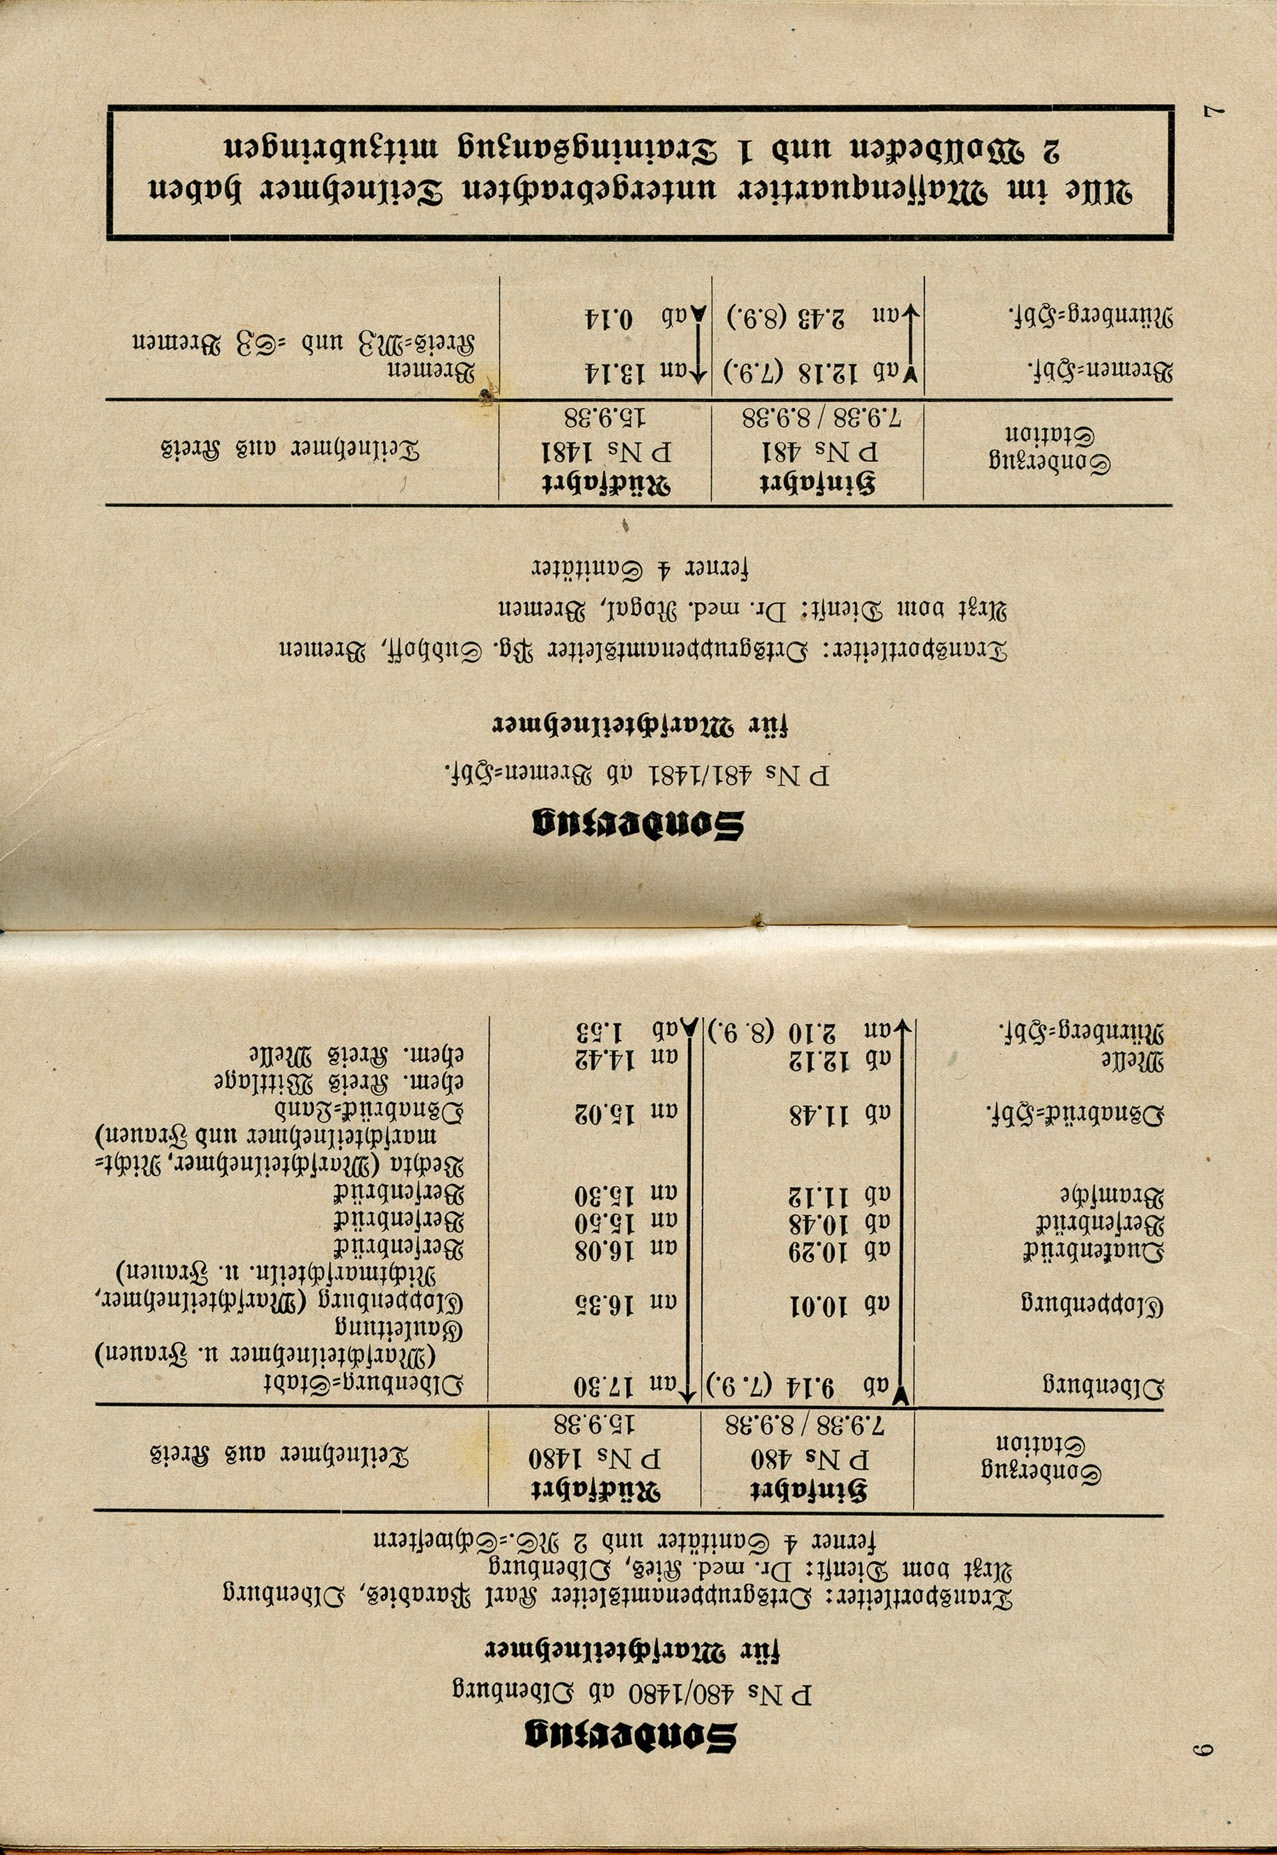 6
Sonderzug
P Ns 480/1480 ab Oldenburg
für Marschteilnehmer
Transportleiter: Ortsgruppenamtsleiter Karl Paradies, Oldenburg
Arzt vom Dienst: Dr. med. Ries, Oldenburg
ferner 4 Sanitäter und 2 NS.-Schwestern
Sonderzug
Station
Hinfahrt
P Ns 480
7.9.38 / 8.9.38
Rückfahrt
P Ns 1480
15.9.38
Teilnehmer aus Kreis
Oldenburg ab 9.14 (7. 9.) an 17.30 Oldenburg-Stadt
(Marschteilnehmer u. Frauen)
Gauleitung
Cloppenburg ab 10.01 an 16.35 Cloppenburg (Marschteilnehmer,
Nichtmarschteiln. u. Frauen)
Quakenbrück ab 10.29 an 16.08 Bersenbrück
Bersenbrück ab 10.48 an 15.50 Bersenbrück
Bramsche ab 11.12 an 15.30 Bersenbrück
Vechta (Marschteilnehmer, Nicht-
marschteilnehmer und Frauen)
Osnabrück-Hbf. ab 11.48 an 15.02 Osnabrück-Land
ehem. Kreis Wittlage
Melle ab 12.12 an 14.42 ehem. Kreis Melle
Nürnberg-Hbf. an 2.10 (8. 9.) ab 1.53
Sonderzug
P Ns 481/1481 ab Bremen-Hbf.
für Marschteilnehmer
Transportleiter: Ortsgruppenamtsleiter Pg. Sudhoff, Bremen
Arzt vom Dienst: Dr. med. Rogal, Bremen
ferner 4 Sanitäter
Sonderzug
Station
Hinfahrt
P Ns 481
7.9.38 / 8.9.38
Rückfahrt
P Ns 1481
15.9.38
Teilnehmer aus Kreis
Bremen-Hbf. ab 12.18 (7.9.) an 13.14 Bremen
Kreis-MZ und -SZ Bremen
Nürnberg-Hbf. an 2.43 (8.9.) ab 0.14
Alle im Massenquartier untergebrachten Teilnehmer haben
2 Wolldecken und 1 Trainingsanzug mitzubringen
7